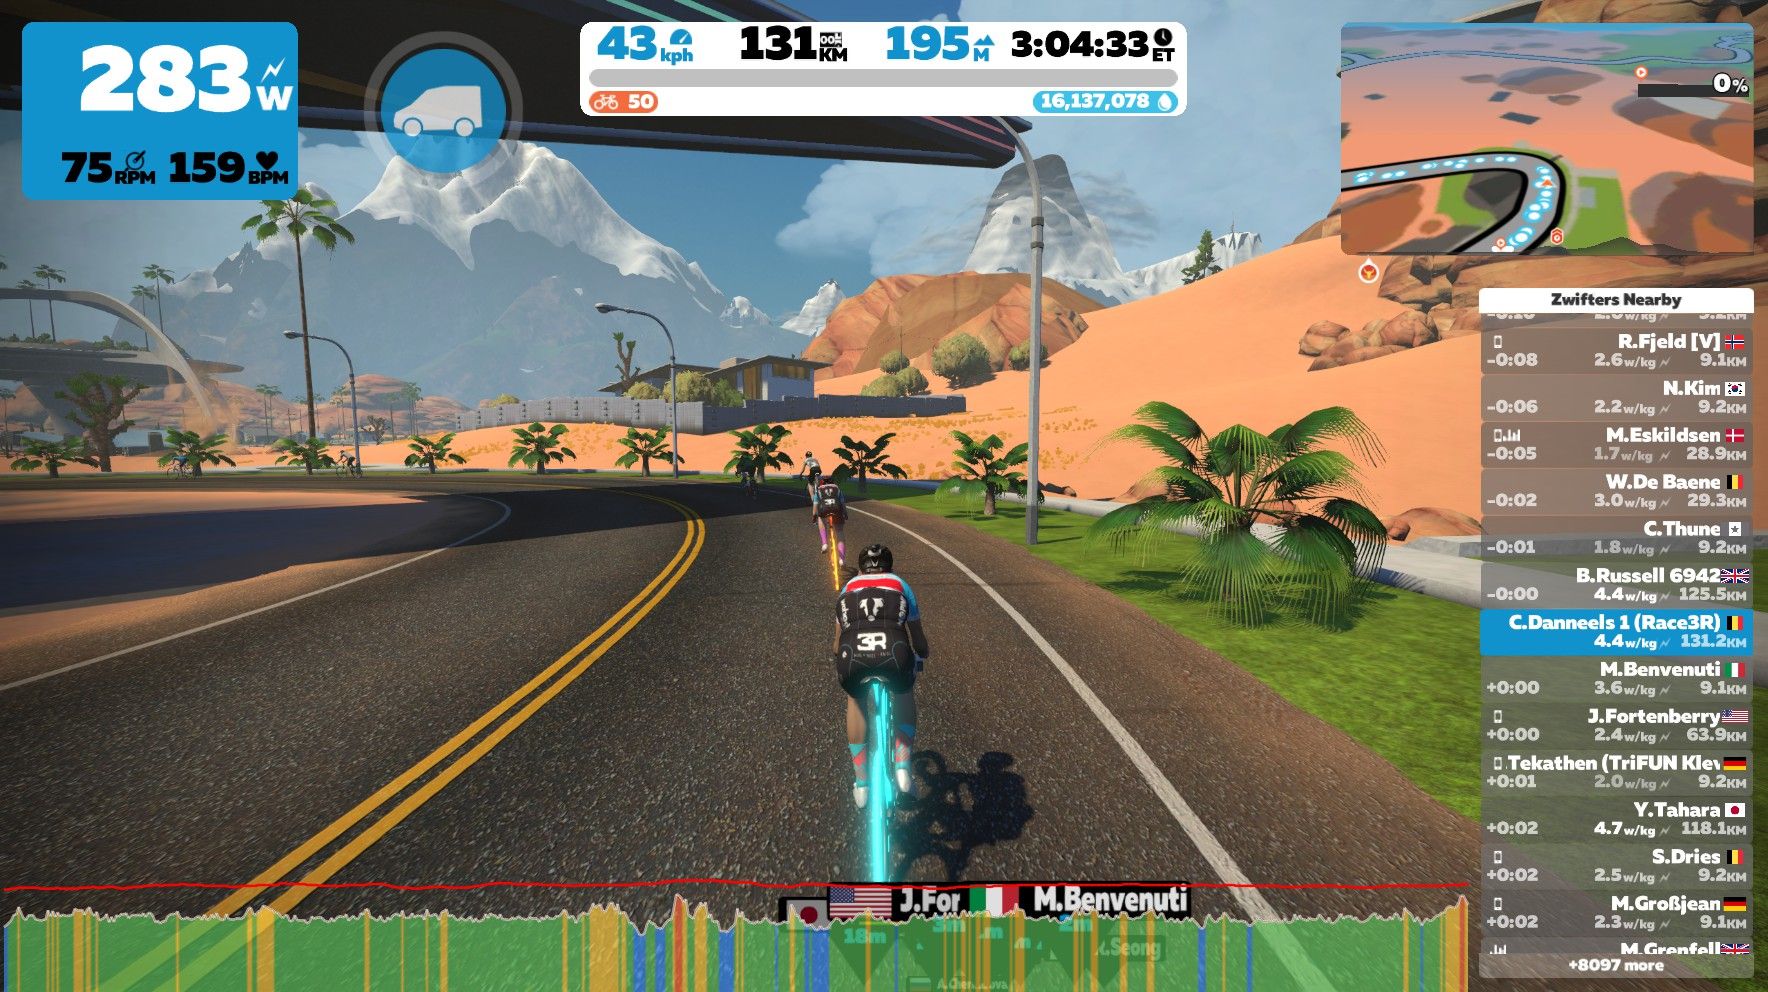 283 W
75 RPM 159 BPM
43 kph 131 KM 195 M 3:04:33 ET
50
16,137,078
0%
Zwifters Nearby
R.Fjeld [V]
-0:08 2.6w/kg 9.1KM
N.Kim
-0:06 2.2w/kg 9.2KM
M.Eskildsen
-0:05 1.7w/kg 28.9KM
W.De Baene
-0:02 3.0w/kg 29.3KM
C.Thune
-0:01 1.8w/kg 9.2KM
B.Russell 6942
-0:00 4.4w/kg 125.5KM
C.Danneels 1 (Race3R)
4.4w/kg 131.2KM
M.Benvenuti
+0:00 3.6w/kg 9.1KM
J.Fortenberry
+0:00 2.4w/kg 63.9KM
.Tekathen (TriFUN Klev
+0:01 2.0w/kg 9.2KM
Y.Tahara
+0:02 4.7w/kg 118.1KM
S.Dries
+0:02 2.5w/kg 9.2KM
M.Großjean
+0:02 2.3w/kg 9.1KM
M.Grenfell
+8097 more
3R
3R
J.For M.Benvenuti
18m 3m m m 2m
Seong